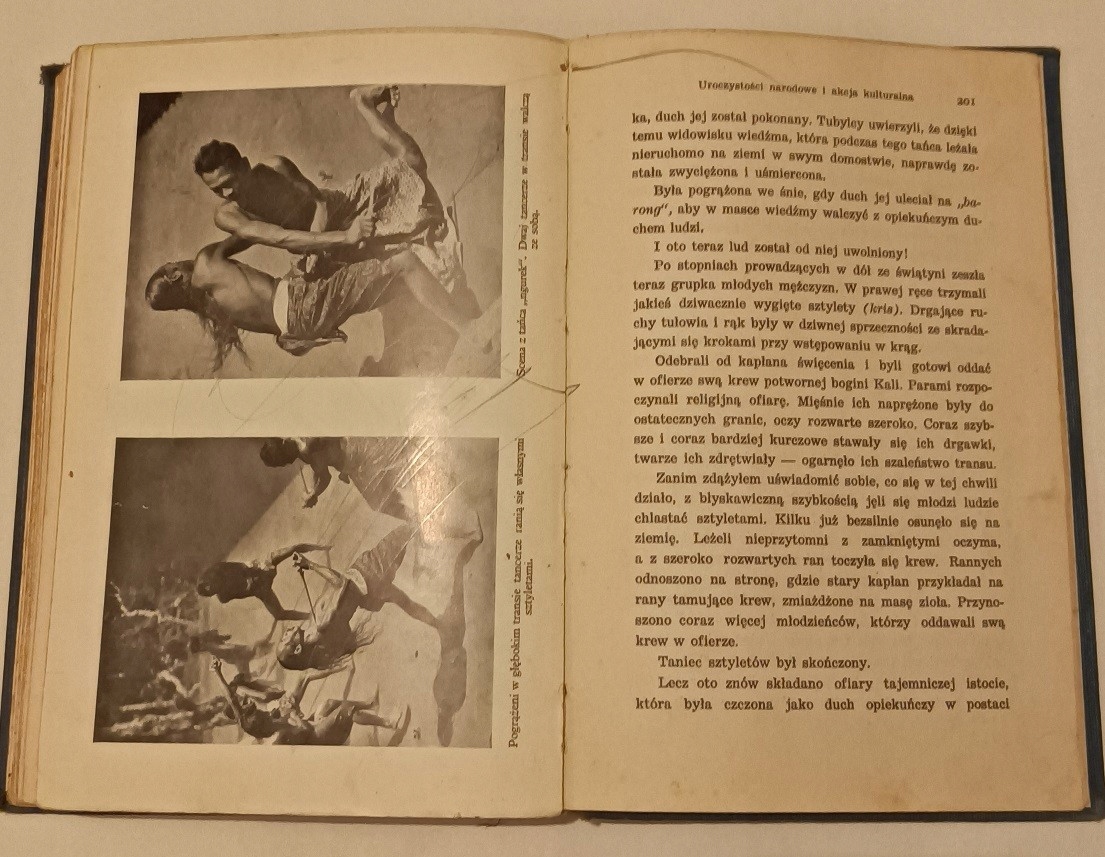 Scena z tańca „ngurek“. Dwaj tancerze w transie walczą
ze sobą.
Pogrążeni w głębokim transie tancerze ranią się własnymi
sztyletami.
Uroczystości narodowe i akcja kulturalna
201
ka, duch jej został pokonany. Tubylcy uwierzyli, że dzięki
temu widowisku wiedźma, która podczas tego tańca leżała
nieruchomo na ziemi w swym domostwie, naprawdę zo-
stała zwyciężona i uśmiercona.
Była pogrążona we śnie, gdy duch jej uleciał na „ba-
rong“, aby w masce wiedźmy walczyć z opiekuńczym du-
chem ludzi.
I oto teraz lud został od niej uwolniony!
Po stopniach prowadzących w dół ze świątyni zeszła
teraz grupka młodych mężczyzn. W prawej ręce trzymali
jakieś dziwacznie wygięte sztylety (kris). Drgające ru-
chy tułowia i rąk były w dziwnej sprzeczności ze skrada-
jącymi się krokami przy wstępowaniu w krąg.
Odebrali od kapłana święcenia i byli gotowi oddać
w ofierze swą krew potwornej bogini Kali. Parami rozpo-
czynali religijną ofiarę. Mięśnie ich naprężone były do
ostatecznych granic, oczy rozwarte szeroko. Coraz szyb-
sze i coraz bardziej kurczowe stawały się ich drgawki,
twarze ich zdrętwiały — ogarnęło ich szaleństwo transu.
Zanim zdążyłem uświadomić sobie, co się w tej chwili
działo, z błyskawiczną szybkością jęli się młodzi ludzie
chlastać sztyletami. Kilku już bezsilnie osunęło się na
ziemię. Leżeli nieprzytomni z zamkniętymi oczyma,
a z szeroko rozwartych ran toczyła się krew. Rannych
odnoszono na stronę, gdzie stary kapłan przykładał na
rany tamujące krew, zmiażdżone na masę zioła. Przyno-
szono coraz więcej młodzieńców, którzy oddawali swą
krew w ofierze.
Taniec sztyletów był skończony.
Lecz oto znów składano ofiary tajemniczej istocie,
która była czczona jako duch opiekuńczy w postaci